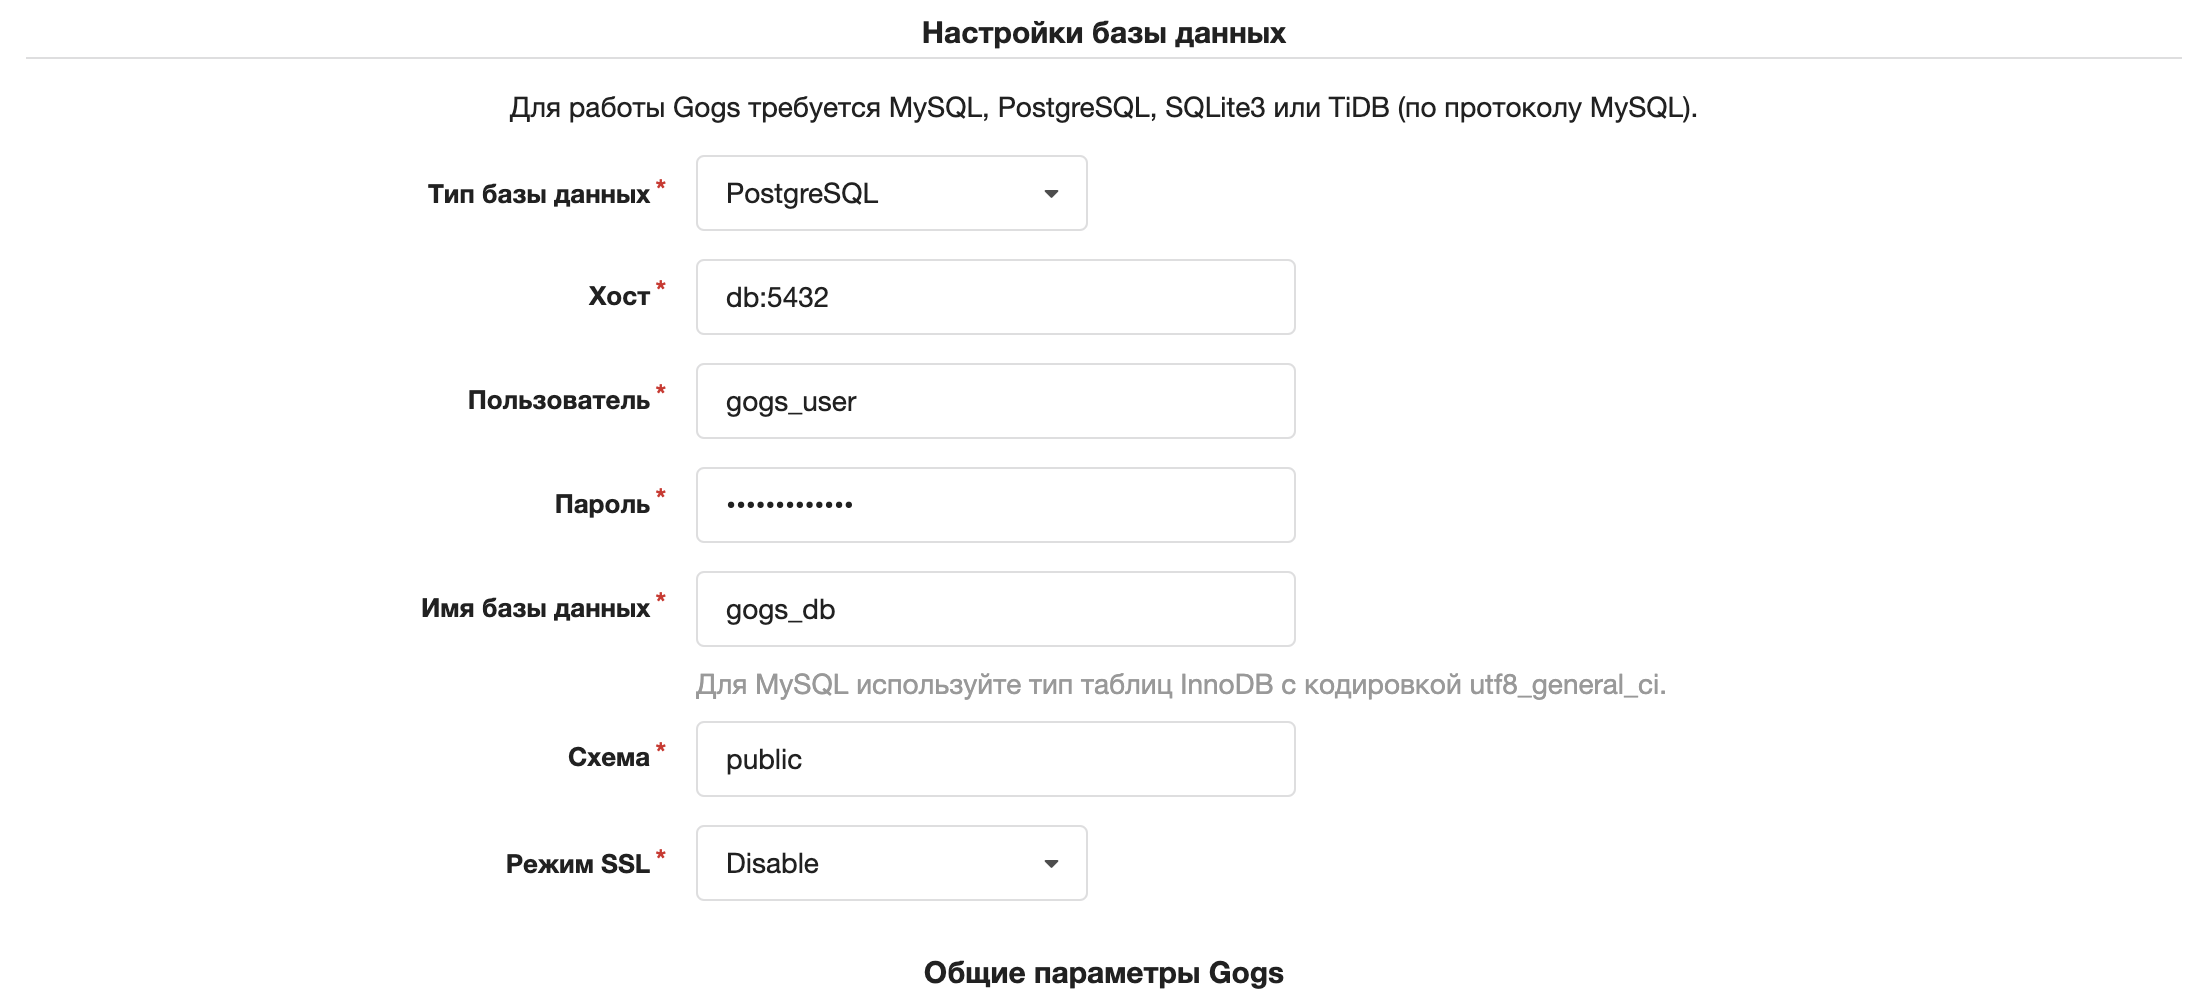 Настройки базы данных
Для работы Gogs требуется MySQL, PostgreSQL, SQLite3 или TiDB (по протоколу MySQL).
Тип базы данных * PostgreSQL
Хост * db:5432
Пользователь * gogs_user
Пароль * •••••••••••••
Имя базы данных * gogs_db
Для MySQL используйте тип таблиц InnoDB с кодировкой utf8_general_ci.
Схема * public
Режим SSL * Disable
Общие параметры Gogs